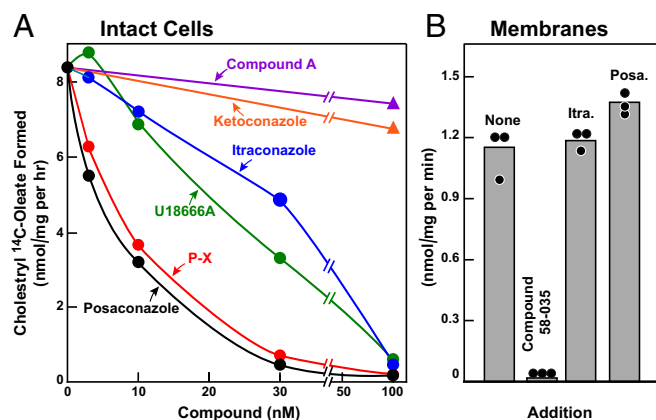 A
Intact Cells
Cholestryl ¹⁴C-Oleate Formed
(nmol/mg per hr)
8
6
4
2
0
Compound A
Ketoconazole
Itraconazole
U18666A
P-X
Posaconazole
0
10
20
30
50
100
Compound (nM)
B
Membranes
(nmol/mg per min)
1.5
1.2
0.9
0.6
0.3
0
None
Compound
58-035
Itra.
Posa.
Addition